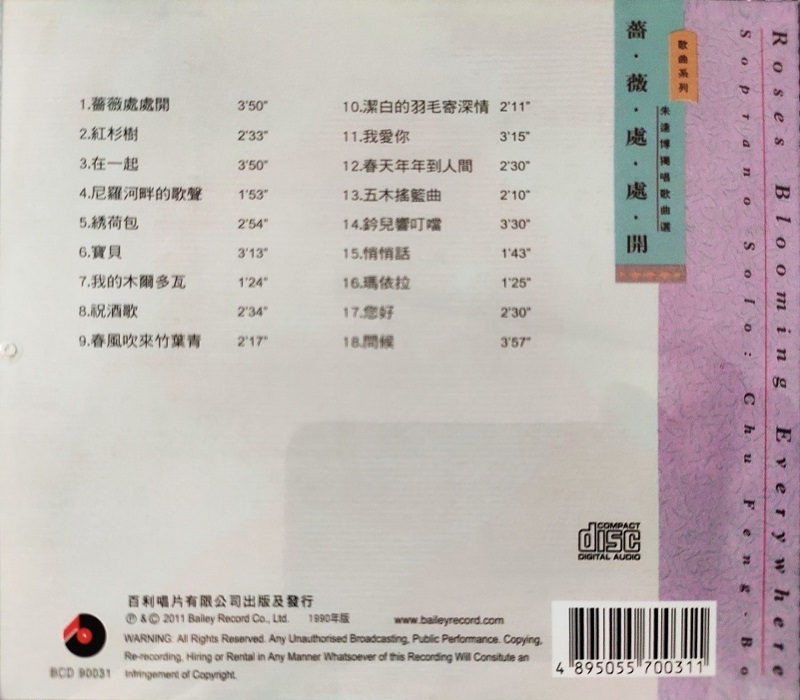 1.薔薇處處開 3'50"
2.紅杉樹 2'33"
3.在一起 3'50"
4.尼羅河畔的歌聲 1'53"
5.綉荷包 2'54"
6.寶貝 3'13"
7.我的木爾多瓦 1'24"
8.祝酒歌 2'34"
9.春風吹來竹葉青 2'17"
10.潔白的羽毛寄深情 2'11"
11.我愛你 3'15"
12.春天年年到人間 2'30"
13.五木搖籃曲 2'10"
14.鈴兒響叮噹 3'30"
15.悄悄話 1'43"
16.瑪依拉 1'25"
17.您好 2'30"
18.問候 3'57"
薔·薇·處·處·開
歌曲系列
朱逢博獨唱歌曲選
Roses Blooming Everywhere
Soprano Solo: Chu Feng-Bo
COMPACT
disc
DIGITAL AUDIO
百利唱片有限公司出版及發行
℗ & © 2011 Bailey Record Co., Ltd. 1990年版 www.baileyrecord.com
WARNING: All Rights Reserved. Any Unauthorised Broadcasting, Public Performance. Copying,
Re-recording, Hiring or Rental in Any Manner Whatsoever of this Recording Will Consitute an
Infringement of Copyright.
BCD 90031
4 895055 700311